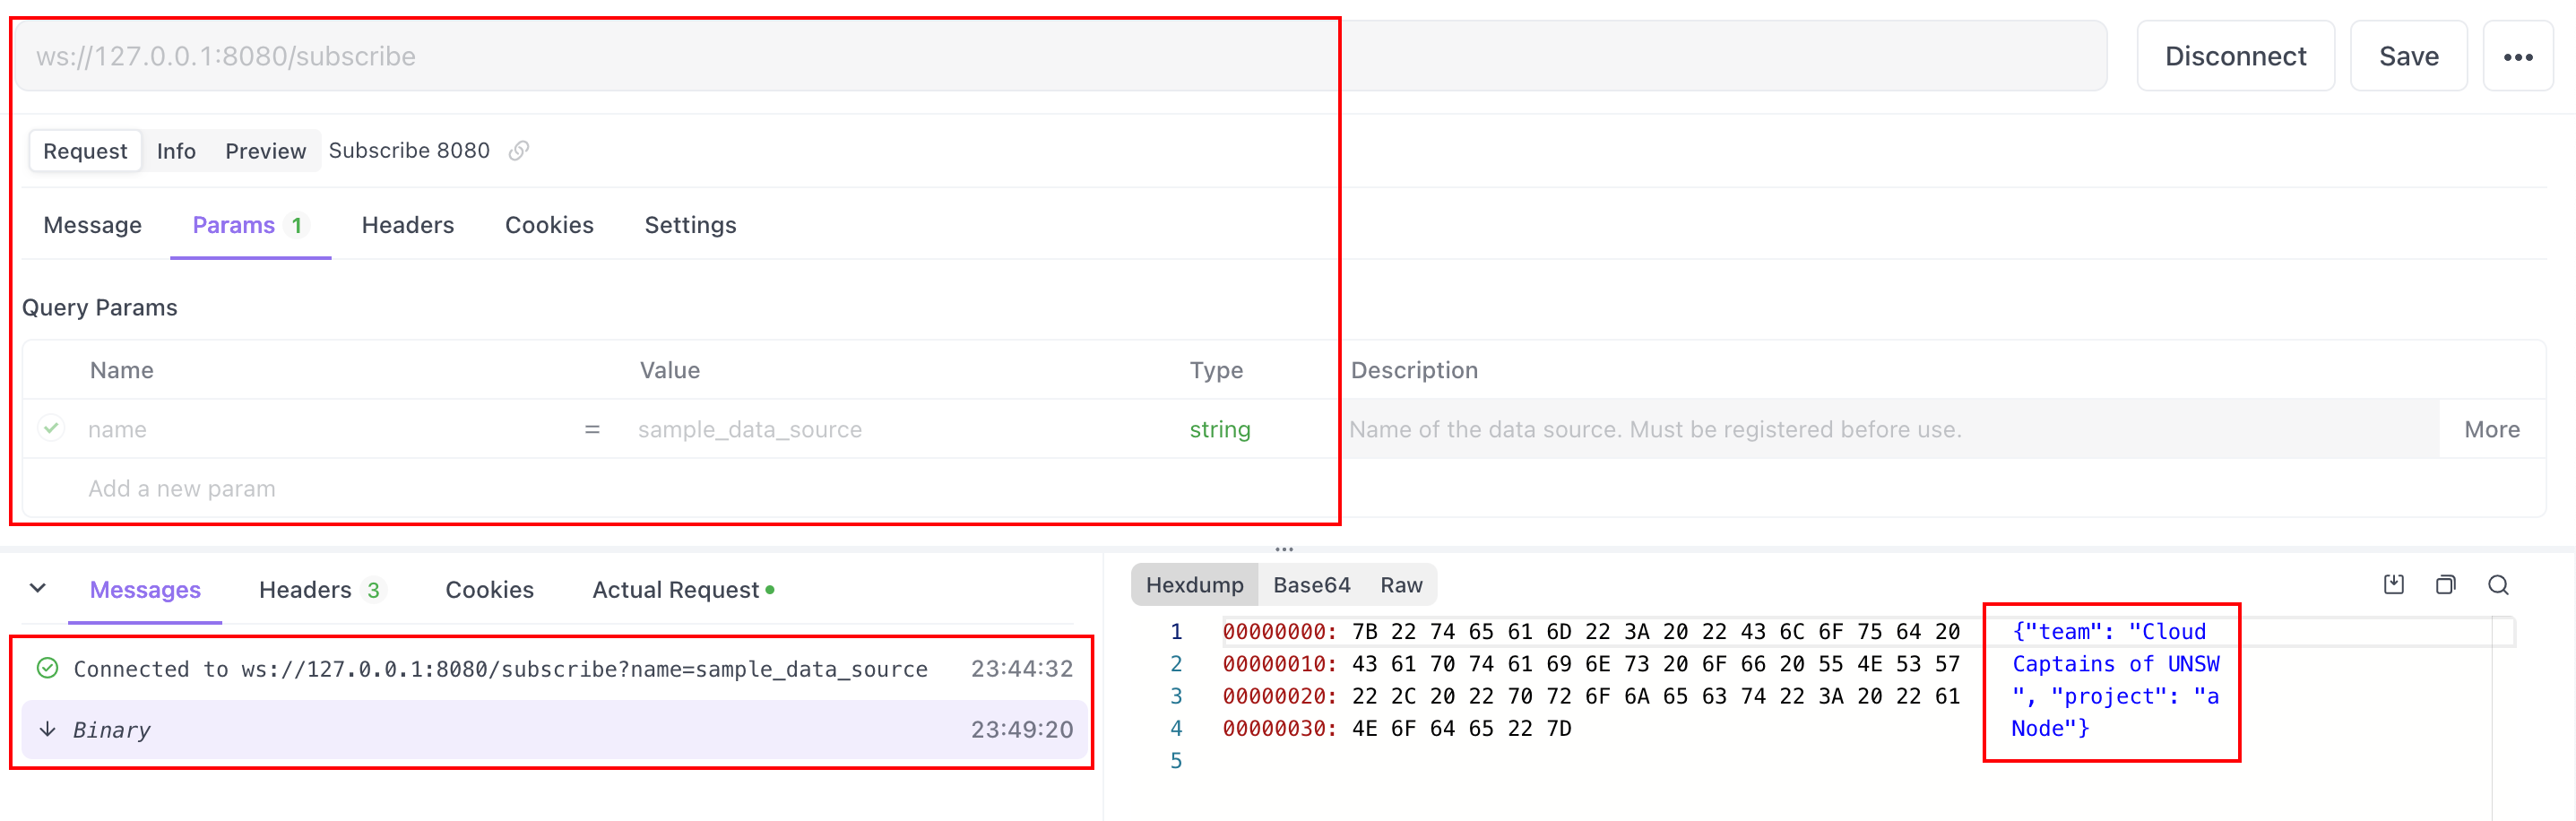 ws://127.0.0.1:8080/subscribe
Disconnect
Save
Request Info Preview Subscribe 8080
Message Params 1 Headers Cookies Settings
Query Params
Name Value Type Description
name = sample_data_source string Name of the data source. Must be registered before use. More
Add a new param
Messages Headers 3 Cookies Actual Request
Connected to ws://127.0.0.1:8080/subscribe?name=sample_data_source 23:44:32
Binary 23:49:20
Hexdump Base64 Raw
1 00000000: 7B 22 74 65 61 6D 22 3A 20 22 43 6C 6F 75 64 20 {"team": "Cloud
2 00000010: 43 61 70 74 61 69 6E 73 20 6F 66 20 55 4E 53 57 Captains of UNSW
3 00000020: 22 2C 20 22 70 72 6F 6A 65 63 74 22 3A 20 22 61 ", "project": "a
4 00000030: 4E 6F 64 65 22 7D Node"}
5